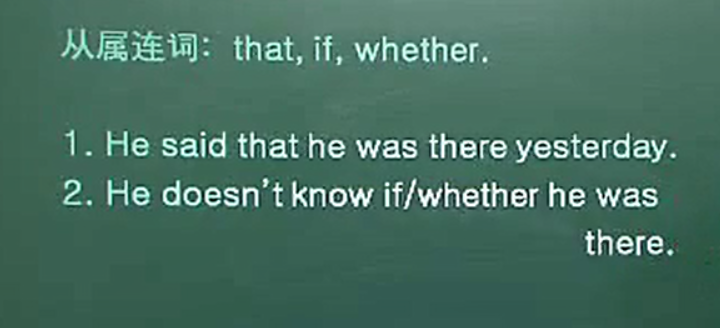 从属连词：that, if, whether.
1. He said that he was there yesterday.
2. He doesn't know if/whether he was
there.